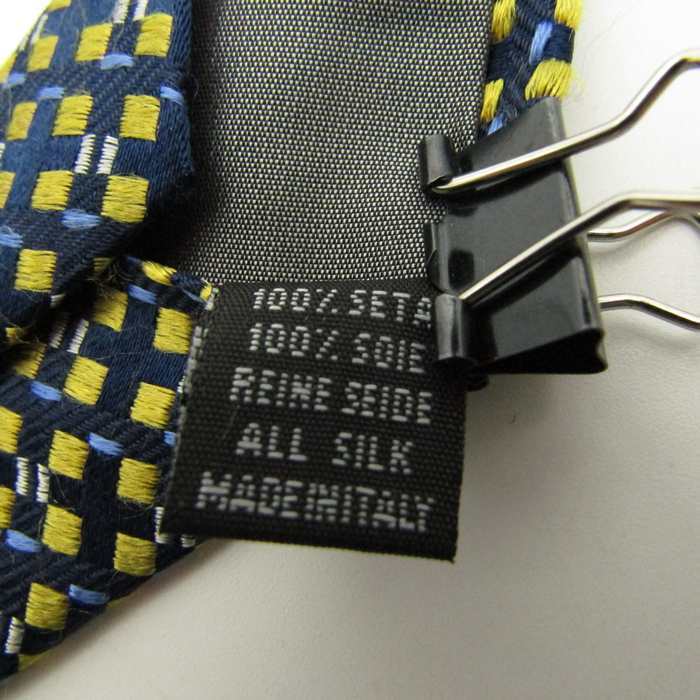 100% SETA
100% SOIE
REINE SEIDE
ALL SILK
MADE IN ITALY